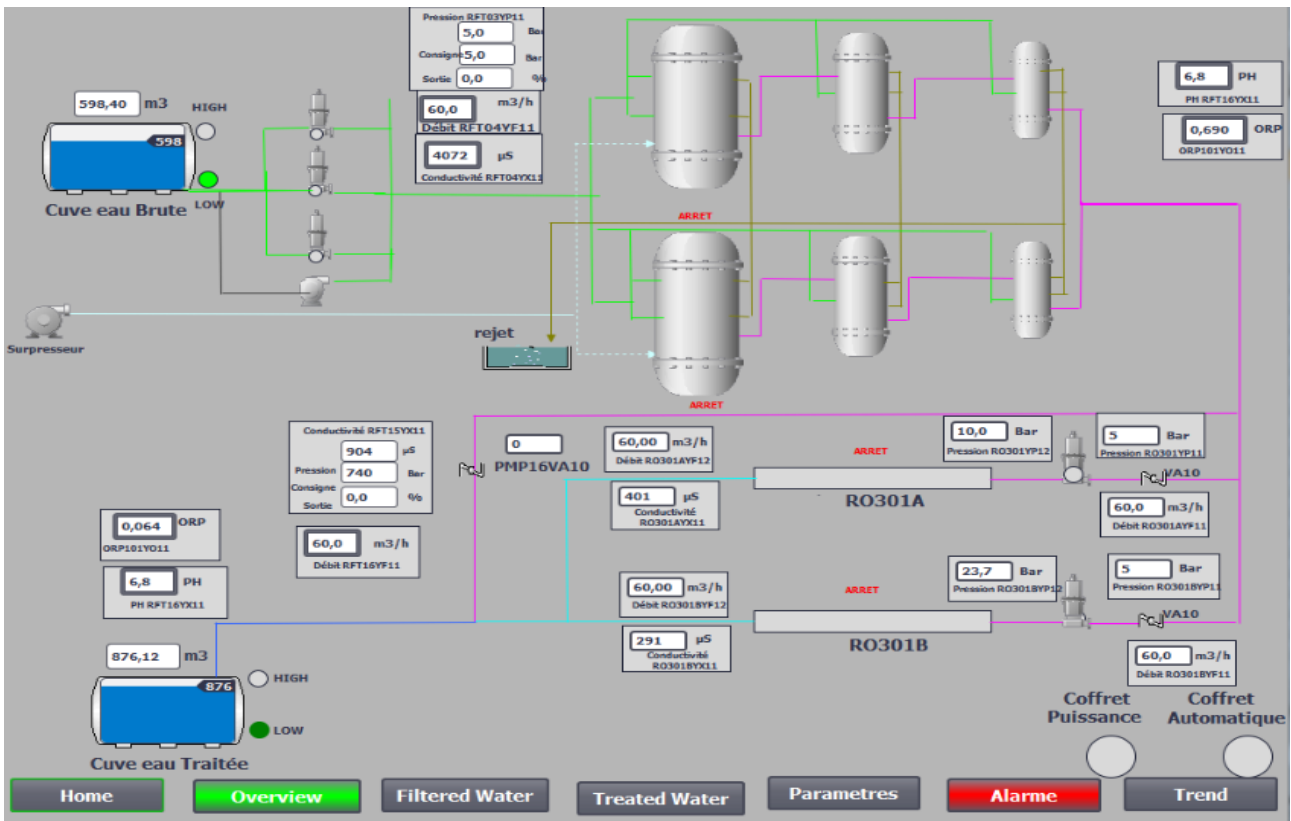 Pression RFT03YP11
5,0 Bar
Consigne 5,0 Bar
Sortie 0,0 %
60,0 m3/h
Débit RFT04YF11
4072 µS
Conductivité RFT04YX11
598,40 m3
HIGH
598
LOW
Cuve eau Brute
6,8 PH
PH RFT16YX11
0,690 ORP
ORP101YO11
ARRET
Surpresseur
rejet
ARRET
Conductivité RFT15YX11
904 µS
Pression 740 Bar
Consigne
Sortie 0,0 %
60,0 m3/h
Débit RFT16YF11
0
PMP16VA10
60,00 m3/h
Débit RO301AYF12
401 µS
Conductivité
RO301AYX11
ARRET
RO301A
10,0 Bar
Pression RO301YP12
5 Bar
Pression RO301YP11
VA10
60,0 m3/h
Débit RO301AYF11
0,064 ORP
ORP101YO11
6,8 PH
PH RFT16YX11
60,00 m3/h
Débit RO301BYF12
291 µS
Conductivité
RO301BYX11
ARRET
RO301B
23,7 Bar
Pression RO301BYP12
5 Bar
Pression RO301BYP11
VA10
60,0 m3/h
Débit RO301BYF11
876,12 m3
876
HIGH
LOW
Cuve eau Traitée
Coffret
Puissance
Coffret
Automatique
Home
Overview
Filtered Water
Treated Water
Parametres
Alarme
Trend